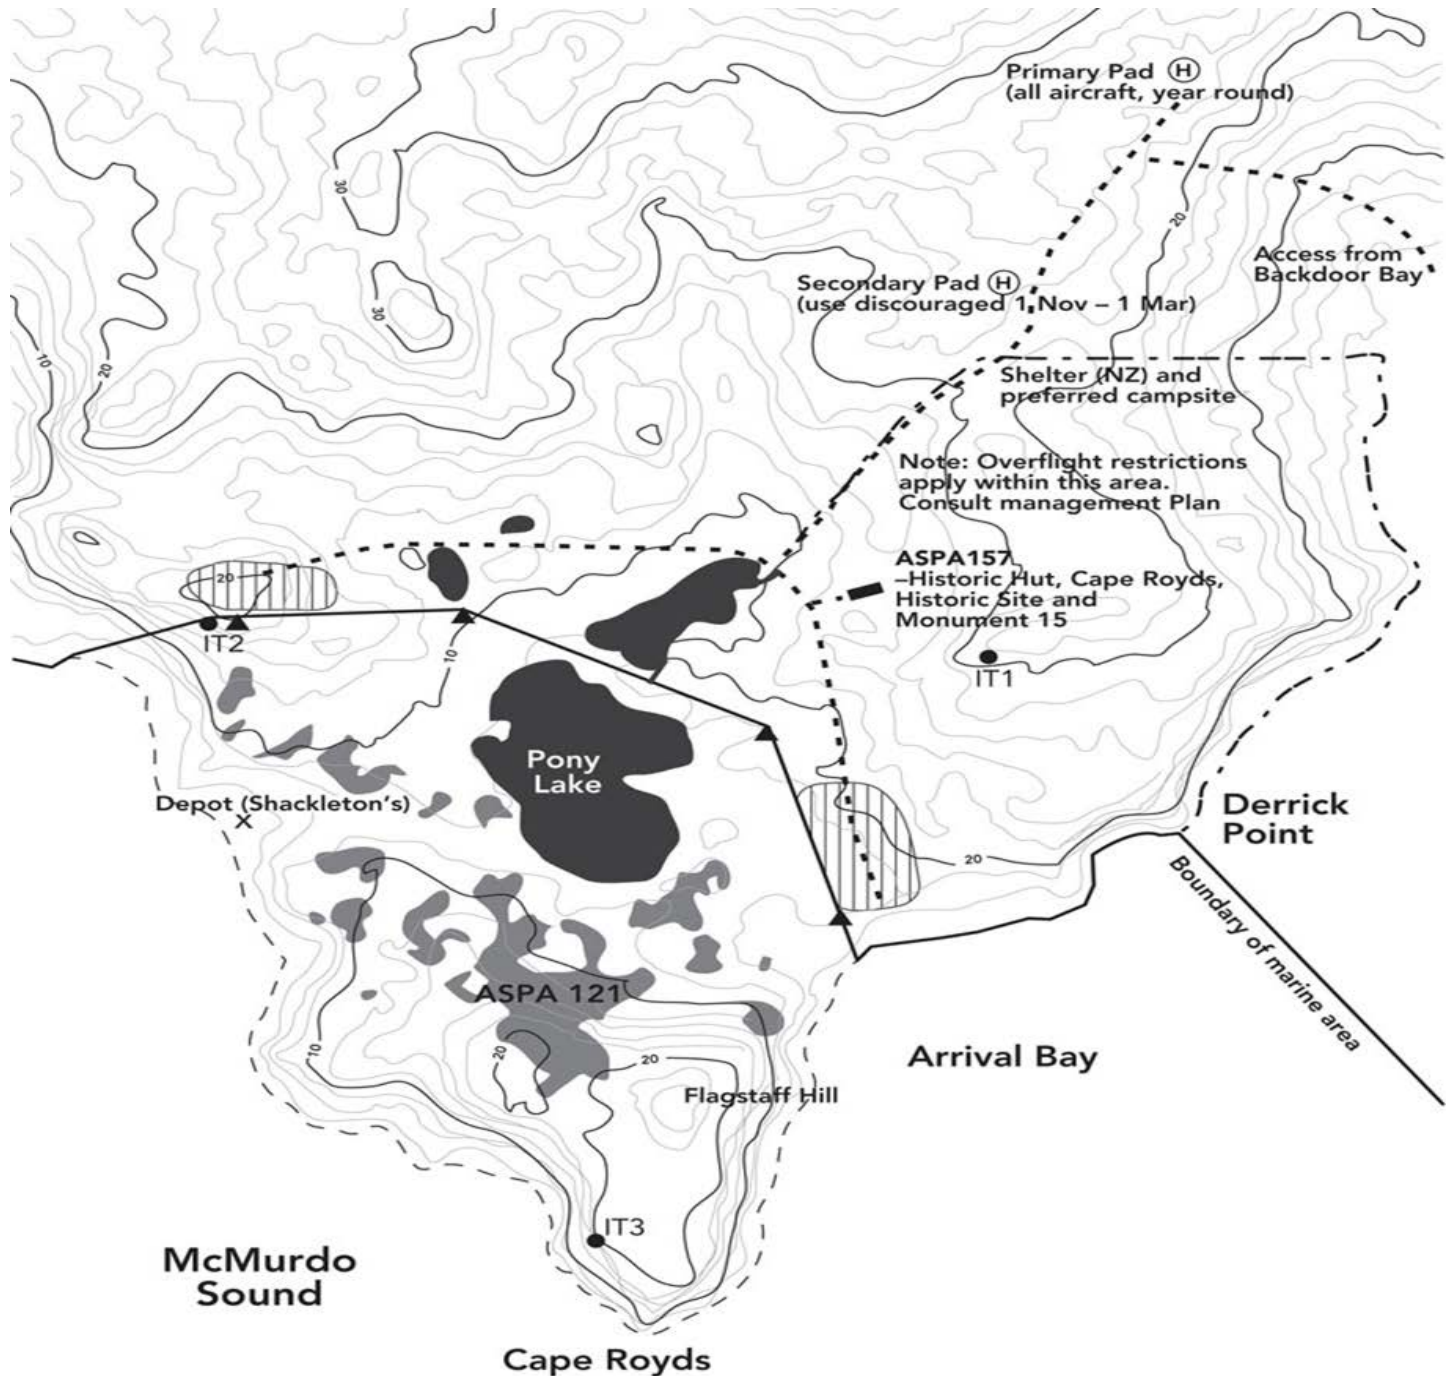 Primary Pad H
(all aircraft, year round)
30
20
Access from
Backdoor Bay
Secondary Pad H
(use discouraged 1 Nov – 1 Mar)
30
10
20
Shelter (NZ) and
preferred campsite
Note: Overflight restrictions
apply within this area.
Consult management Plan
ASPA157
–Historic Hut, Cape Royds,
Historic Site and
Monument 15
20
IT2
10
IT1
Pony
Lake
Depot (Shackleton's)
x
Derrick
Point
20
Boundary of marine area
ASPA 121
10
20
20
Arrival Bay
Flagstaff Hill
IT3
McMurdo
Sound
Cape Royds